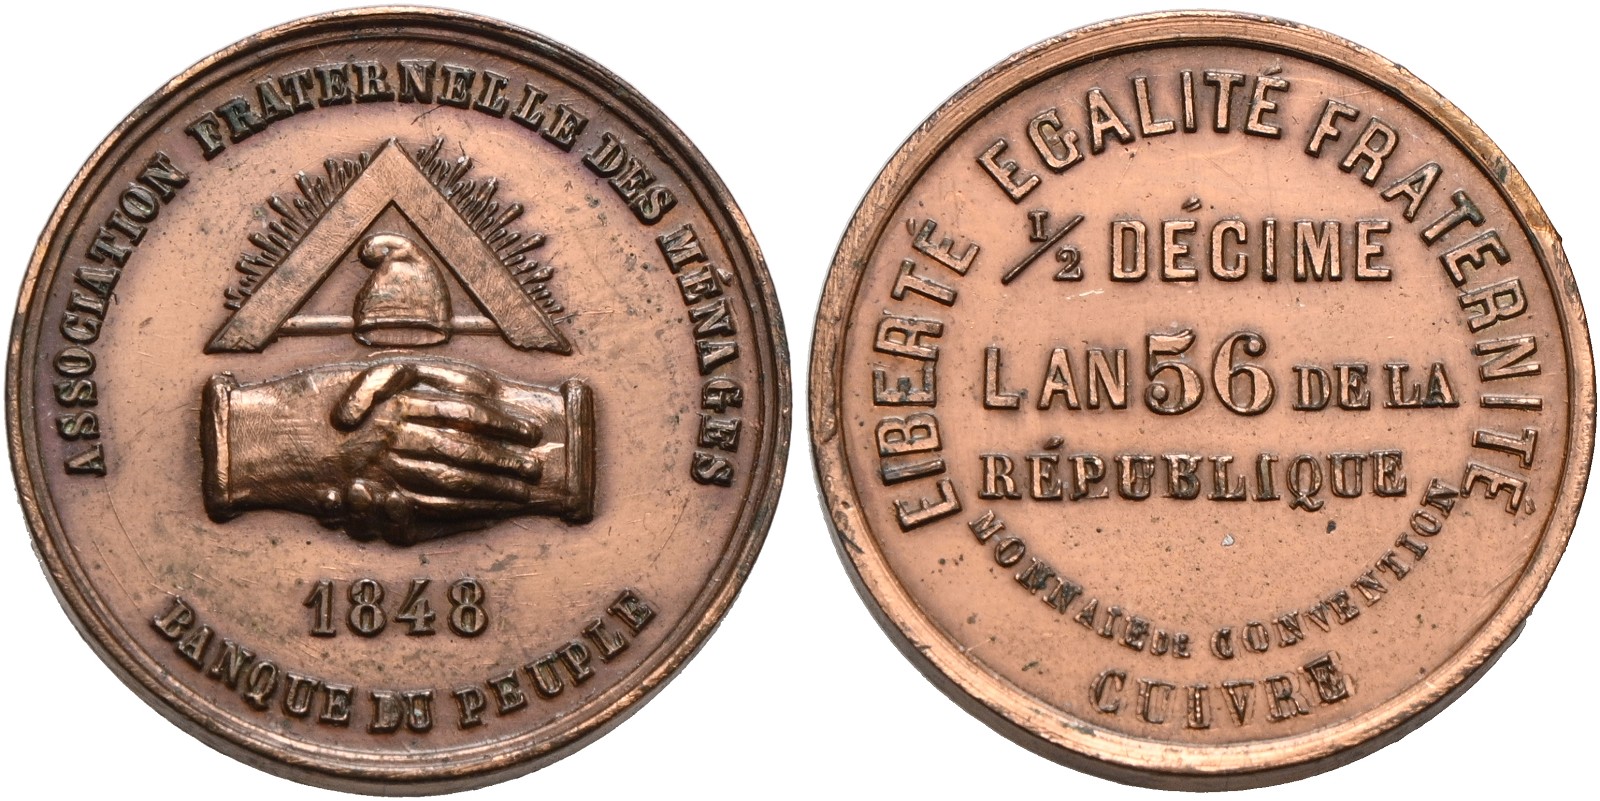 ASSOCIATION FRATERNELLE DES MÉNAGES
1848
BANQUE DU PEUPLE
LIBERTÉ EGALITÉ FRATERNITÉ
1/2 DÉCIME
L AN 56 DE LA
RÉPUBLIQUE
MONNAIE DE CONVENTION
CUIVRE